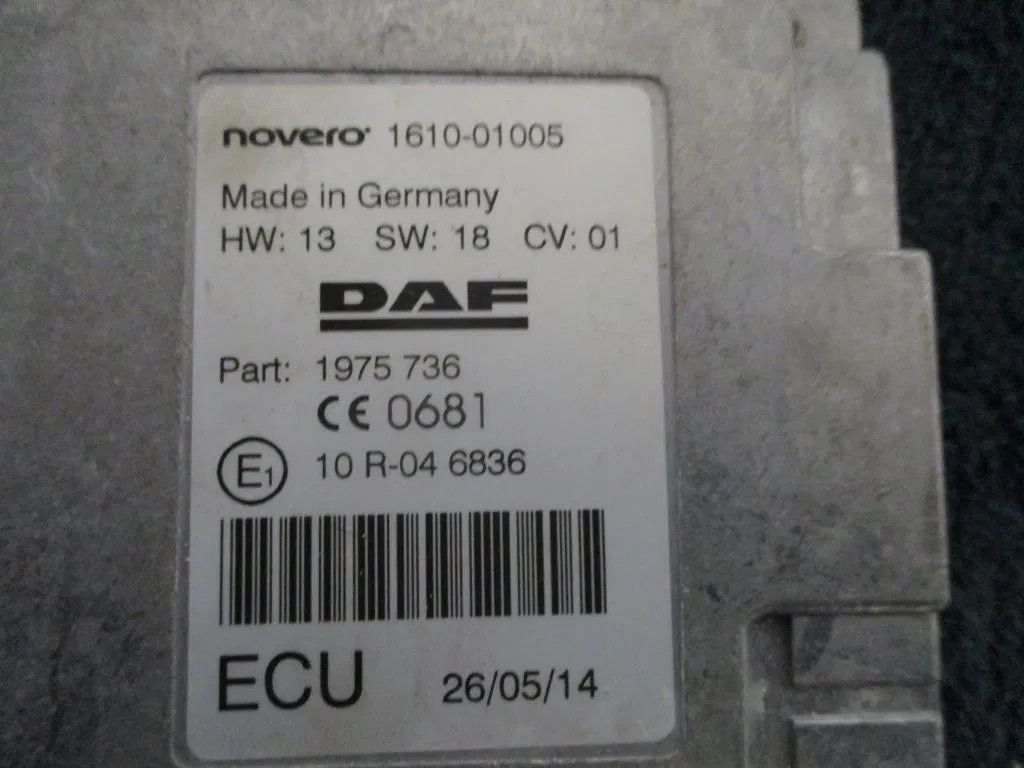 novero 1610-01005
Made in Germany
HW: 13 SW: 18 CV: 01
DAF
Part: 1975 736
CE 0681
E1 10 R-04 6836
ECU 26/05/14